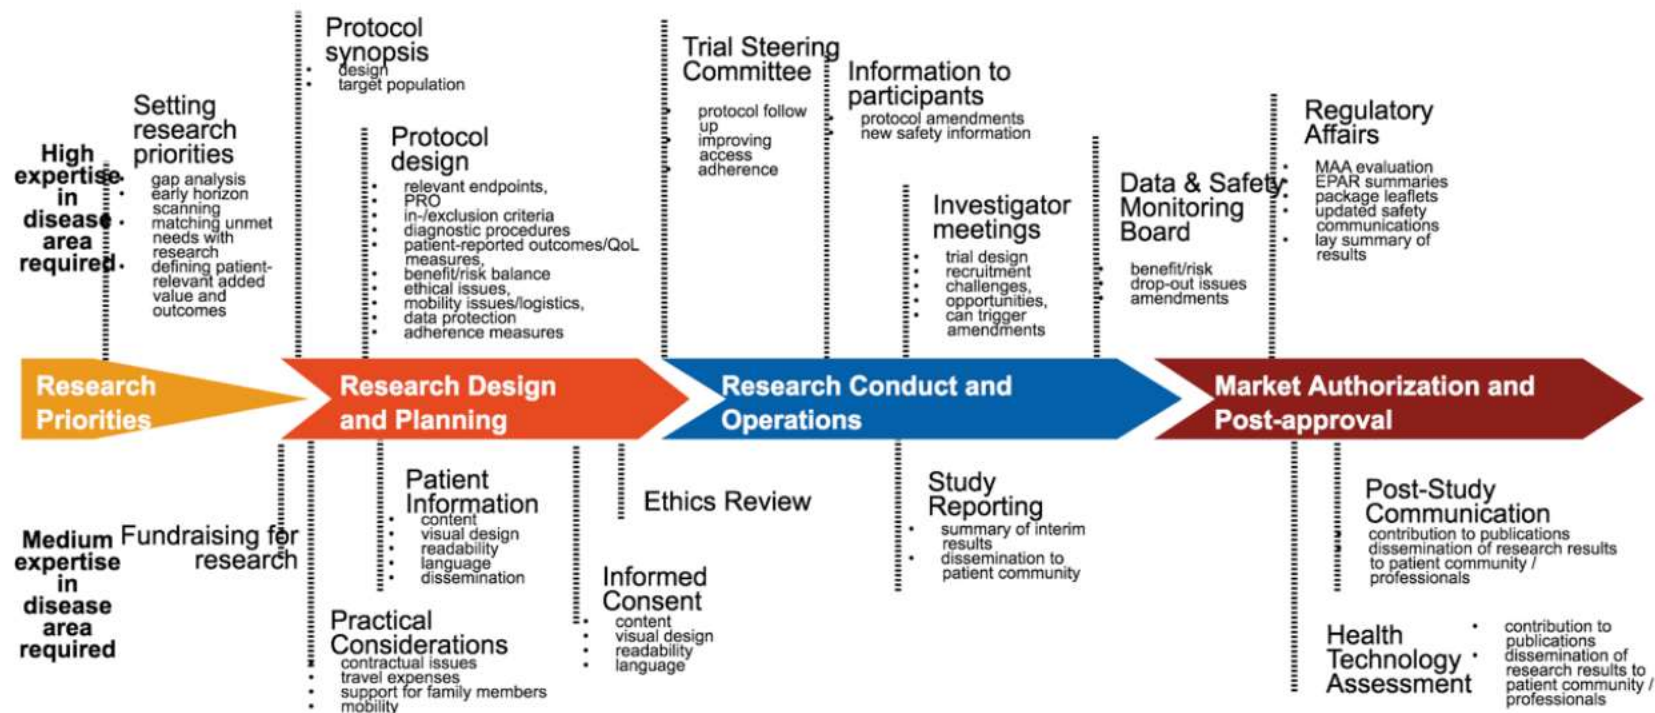 High
expertise
in
disease
area
required
Setting
research
priorities
• gap analysis
• early horizon
scanning
• matching unmet
needs with
research
• defining patient-
relevant added
value and
outcomes
Protocol
synopsis
• design
• target population
Protocol
design
• relevant endpoints,
• PRO
• in-/exclusion criteria
• diagnostic procedures
• patient-reported outcomes/QoL
measures,
• benefit/risk balance
• ethical issues,
• mobility issues/logistics,
• data protection
• adherence measures
Trial Steering
Committee
• protocol follow
up
• improving
access
• adherence
Information to
participants
• protocol amendments
• new safety information
Investigator
meetings
• trial design
• recruitment
• challenges,
• opportunities,
• can trigger
amendments
Data & Safety
Monitoring
Board
• benefit/risk
• drop-out issues
• amendments
Regulatory
Affairs
• MAA evaluation
• EPAR summaries
• package leaflets
• updated safety
communications
• lay summary of
results
Research
Priorities
Research Design
and Planning
Research Conduct and
Operations
Market Authorization and
Post-approval
Medium
expertise
in
disease
area
required
Fundraising for
research
Practical
Considerations
• contractual issues
• travel expenses
• support for family members
• mobility
Patient
Information
• content
• visual design
• readability
• language
• dissemination
Informed
Consent
• content
• visual design
• readability
• language
Ethics Review
Study
Reporting
• summary of interim
results
• dissemination to
patient community
Post-Study
Communication
• contribution to publications
• dissemination of research results
to patient community /
professionals
Health
Technology
Assessment
• contribution to
publications
• dissemination of
research results to
patient community /
professionals